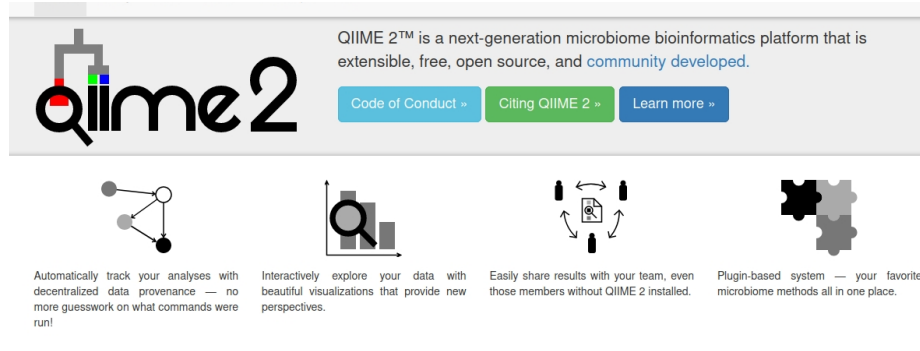 qiime2
QIIME 2™ is a next-generation microbiome bioinformatics platform that is
extensible, free, open source, and community developed.
Code of Conduct »
Citing QIIME 2 »
Learn more »
Automatically track your analyses with
decentralized data provenance — no
more guesswork on what commands were
run!
Interactively explore your data with
beautiful visualizations that provide new
perspectives.
Easily share results with your team, even
those members without QIIME 2 installed.
Plugin-based system — your favorite
microbiome methods all in one place.